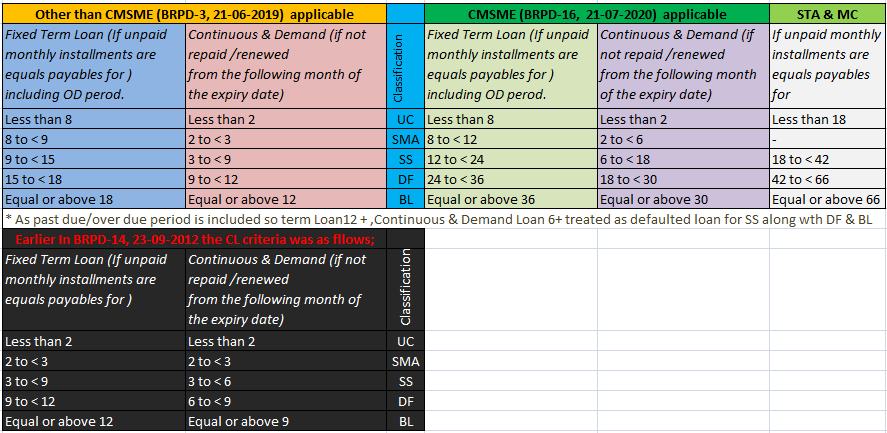 Other than CMSME (BRPD-3, 21-06-2019) applicable
CMSME (BRPD-16, 21-07-2020) applicable
STA & MC
Fixed Term Loan (If unpaid
monthly installments are
equals payables for )
including OD perod.
Continuous & Demand (if not
repaid /renewed
from the following month of
the expiry date)
Classification
Fixed Term Loan (If unpaid
monthly installments are
equals payables for )
including OD perod.
Continuous & Demand (if
not repaid /renewed
from the following month
of the expiry date)
If unpaid monthly
installments are
equals payables
for
Less than 8 Less than 2 UC Less than 8 Less than 2 Less than 18
8 to < 9 2 to < 3 SMA 8 to < 12 2 to < 6 -
9 to < 15 3 to < 9 SS 12 to < 24 6 to < 18 18 to < 42
15 to < 18 9 to < 12 DF 24 to < 36 18 to < 30 42 to < 66
Equal or above 18 Equal or above 12 BL Equal or above 36 Equal or above 30 Equal or above 66
* As past due/over due period is included so term Loan12 + ,Continuous & Demand Loan 6+ treated as defaulted loan for SS along wth DF & BL
Earlier In BRPD-14, 23-09-2012 the CL criteria was as fllows;
Fixed Term Loan (If unpaid
monthly installments are
equals payables for )
Continuous & Demand (if not
repaid /renewed
from the following month of
the expiry date)
Classification
Less than 2 Less than 2 UC
2 to < 3 2 to < 3 SMA
3 to < 9 3 to < 6 SS
9 to < 12 6 to < 9 DF
Equal or above 12 Equal or above 9 BL